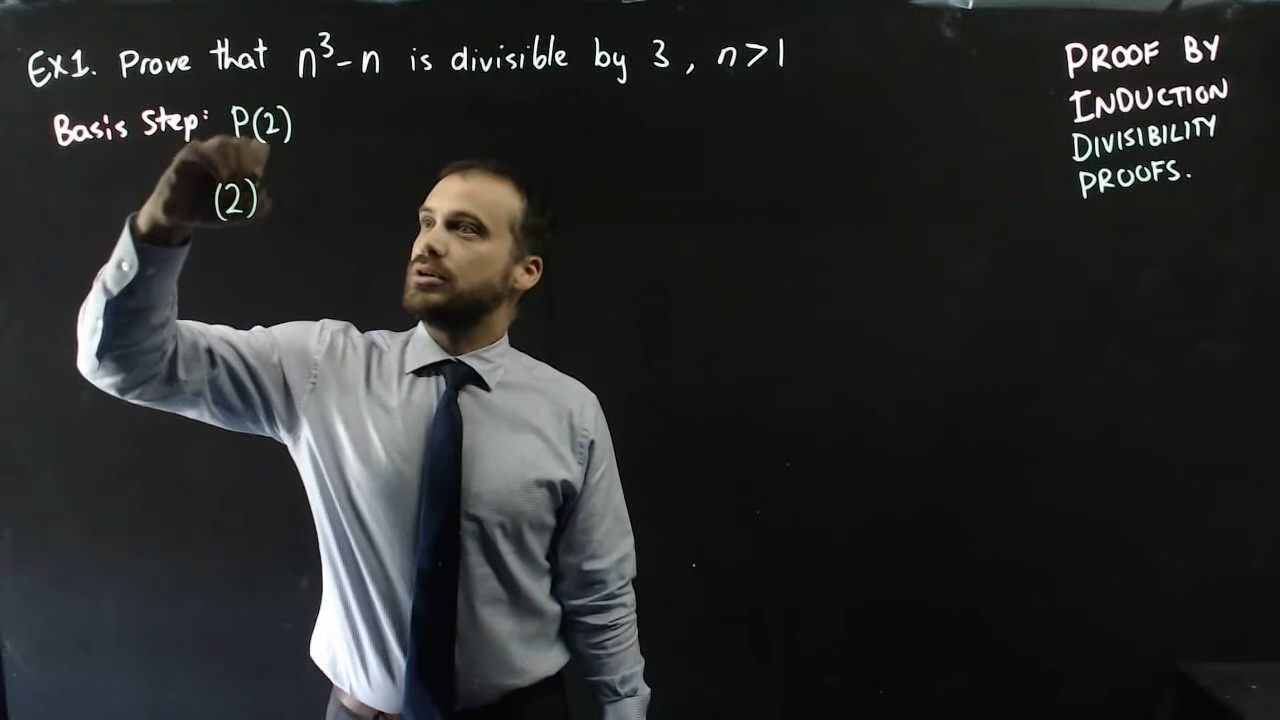 Ex1. Prove that n³-n is divisible by 3, n>1
Basis Step: P(2)
(2)
PROOF BY
INDUCTION
DIVISIBILITY
PROOFS.